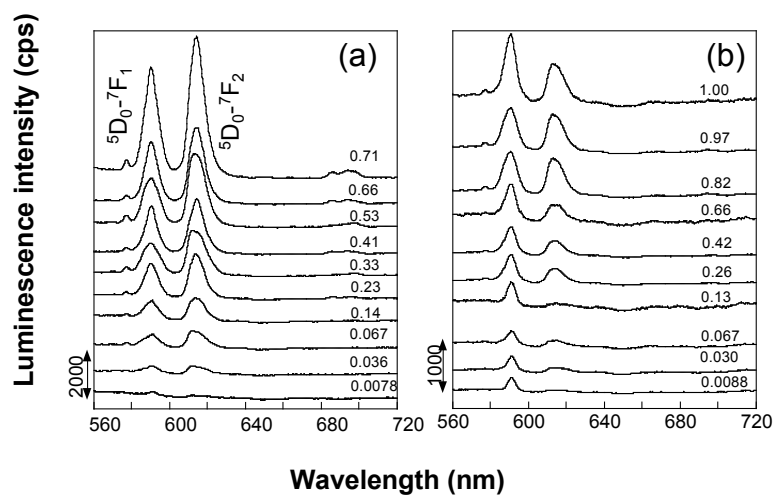 Luminescence intensity (cps)
(a)
⁵D₀-⁷F₁
⁵D₀-⁷F₂
0.71
0.66
0.53
0.41
0.33
0.23
0.14
0.067
0.036
0.0078
2000
560 600 640 680 720
(b)
1.00
0.97
0.82
0.66
0.42
0.26
0.13
0.067
0.030
0.0088
1000
560 600 640 680 720
Wavelength (nm)